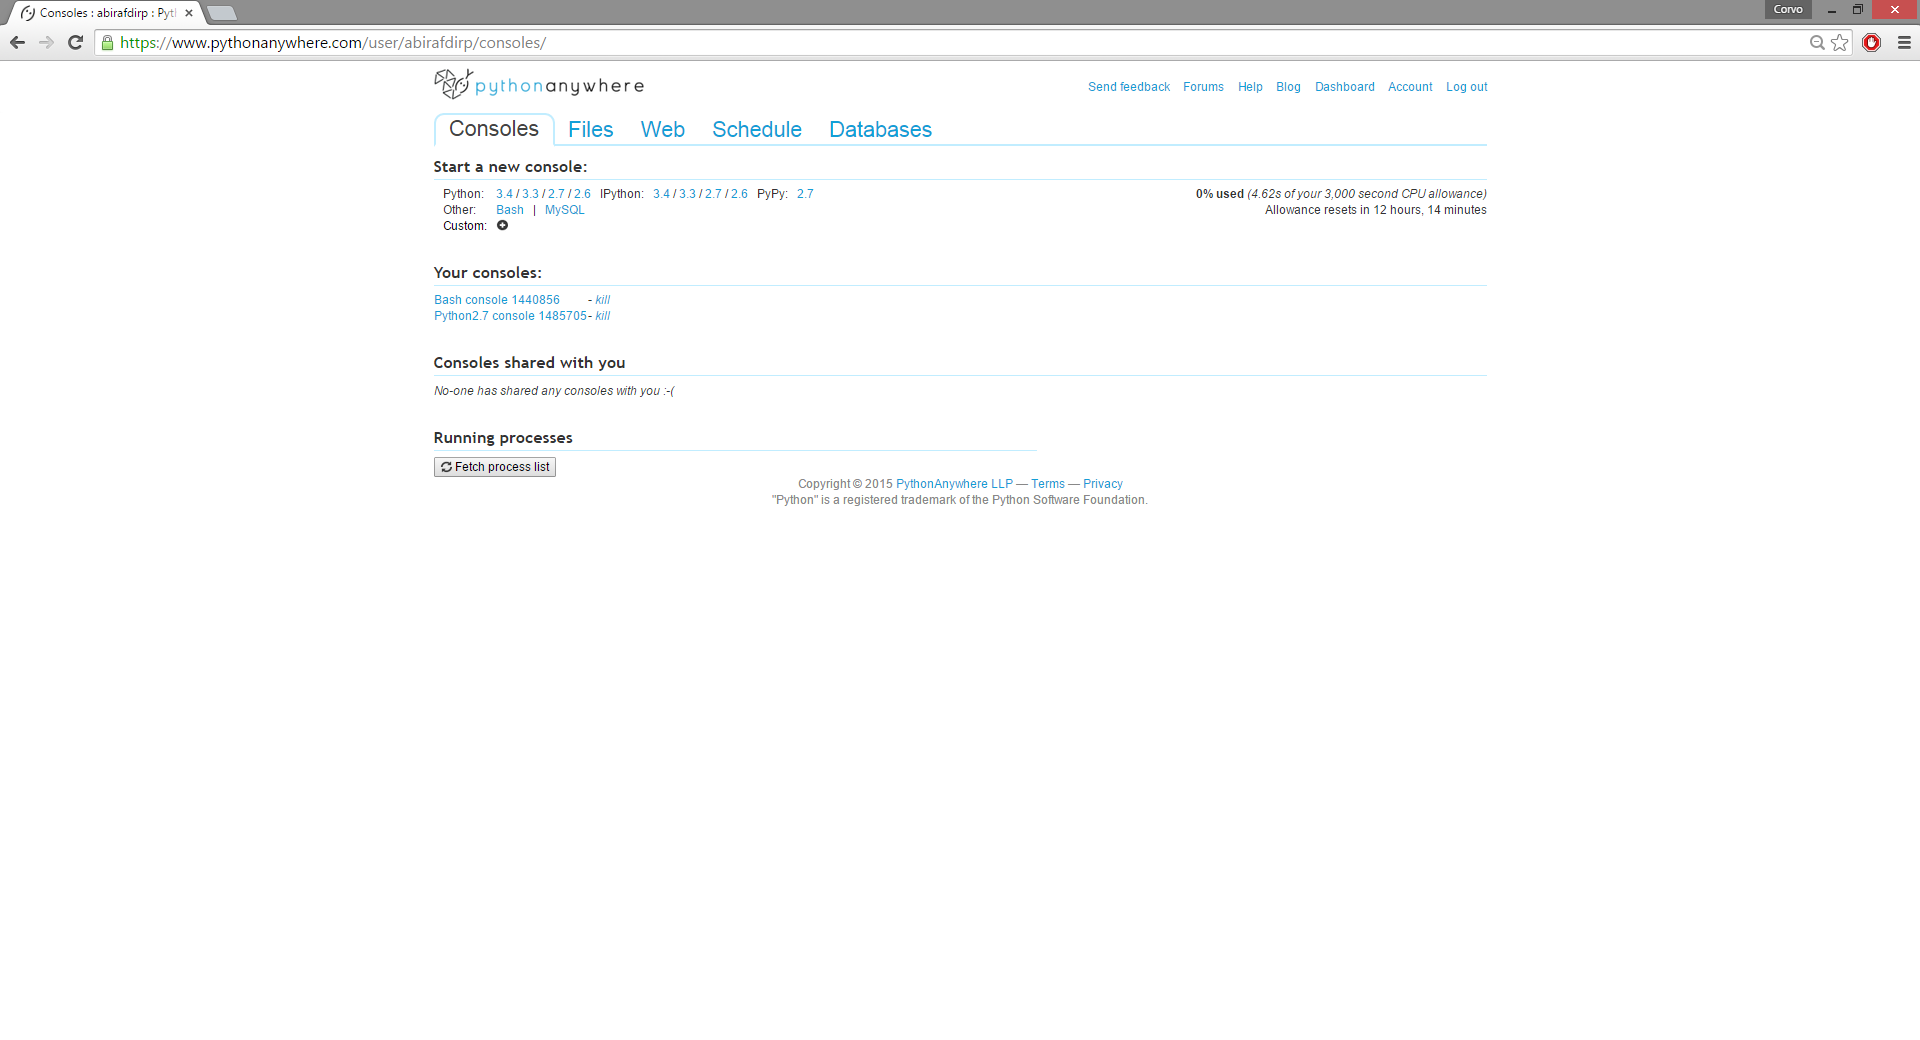 Consoles : abirafdirp : Pyt
Corvo
https://www.pythonanywhere.com/user/abirafdirp/consoles/
pythonanywhere
Send feedback Forums Help Blog Dashboard Account Log out
Consoles Files Web Schedule Databases
Start a new console:
Python: 3.4 / 3.3 / 2.7 / 2.6 IPython: 3.4 / 3.3 / 2.7 / 2.6 PyPy: 2.7
0% used (4.62s of your 3,000 second CPU allowance)
Other: Bash | MySQL
Allowance resets in 12 hours, 14 minutes
Custom:
Your consoles:
Bash console 1440856 - kill
Python2.7 console 1485705 - kill
Consoles shared with you
No-one has shared any consoles with you :-(
Running processes
Fetch process list
Copyright © 2015 PythonAnywhere LLP — Terms — Privacy
"Python" is a registered trademark of the Python Software Foundation.